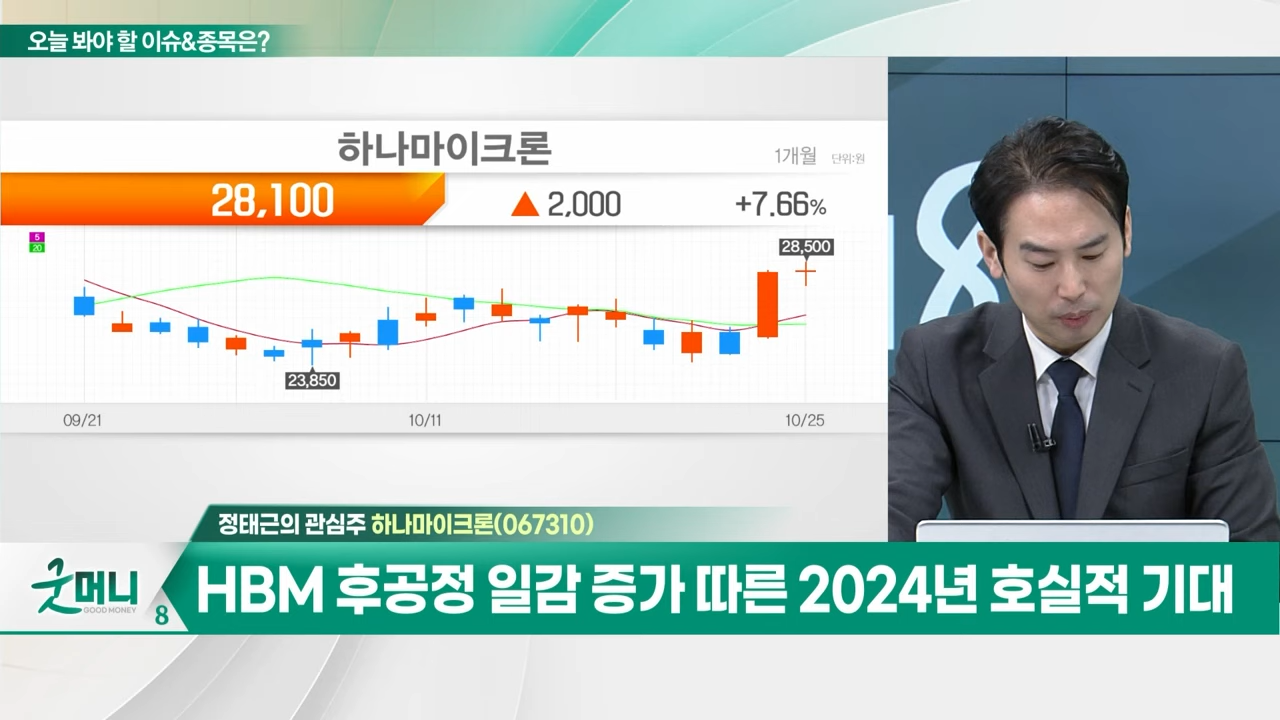 오늘 봐야 할 이슈&종목은?
하나마이크론
1개월 단위:원
28,100 ▲ 2,000 +7.66%
5
20
28,500
23,850
09/21 10/11 10/25
정태근의 관심주 하나마이크론(067310)
굿머니
GOOD MONEY
8
HBM 후공정 일감 증가 따른 2024년 호실적 기대